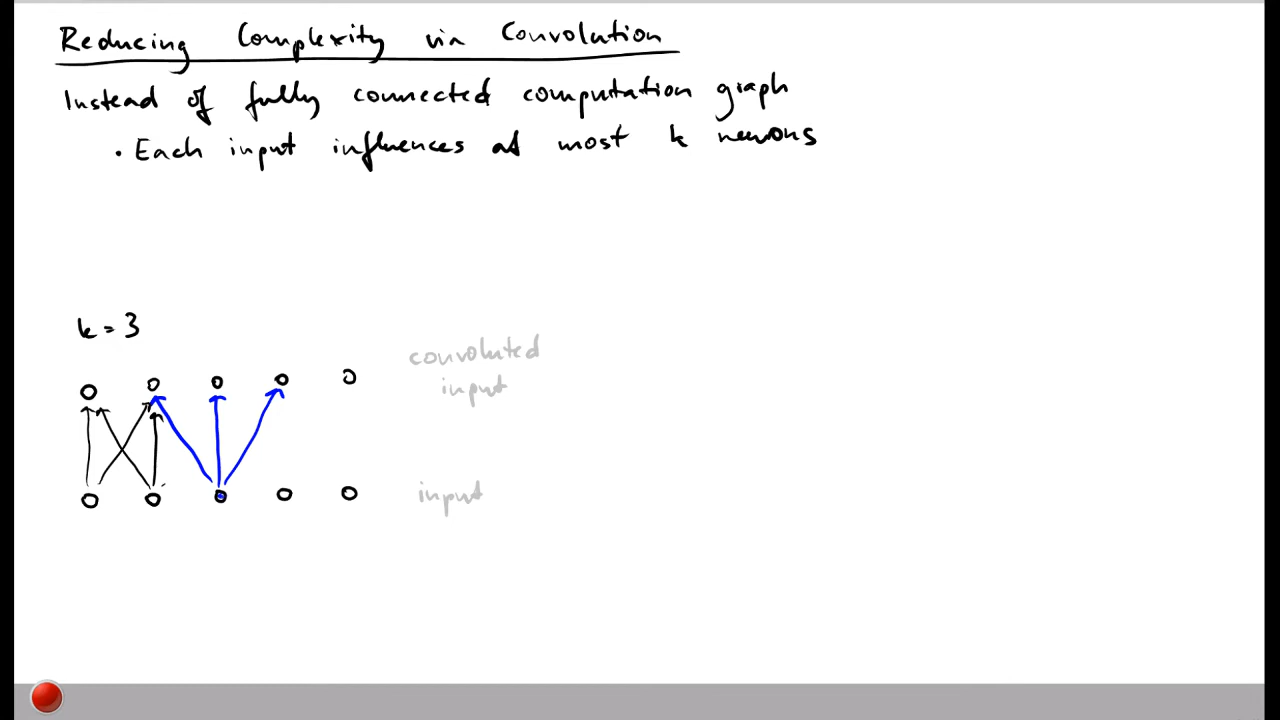 Reducing Complexity via Convolution
Instead of fully connected computation graph
• Each input influences at most k neurons
k = 3
convoluted
input
input